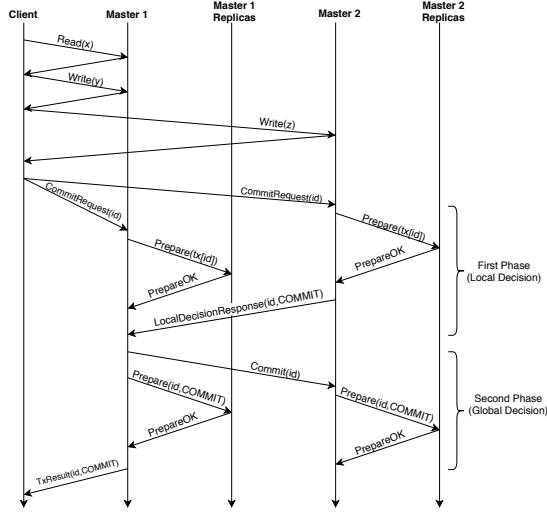 Client
Master 1
Master 1
Replicas
Master 2
Master 2
Replicas
Read(x)
Write(y)
Write(z)
CommitRequest(id)
CommitRequest(id)
Prepare(tx[id])
Prepare(tx[id])
PrepareOK
PrepareOK
First Phase
(Local Decision)
LocalDecisionResponse(id,COMMIT)
Commit(id)
Prepare(id,COMMIT)
Prepare(id,COMMIT)
Second Phase
(Global Decision)
PrepareOK
PrepareOK
TxResult(id,COMMIT)